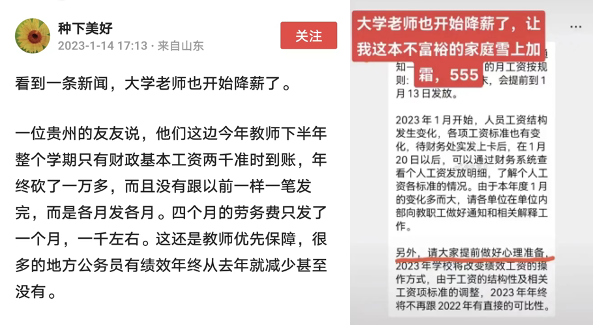 种下美好
2023-1-14 17:13 · 来自山东
关注
看到一条新闻，大学老师也开始降薪了。
一位贵州的友友说，他们这边今年教师下半年
整个学期只有财政基本工资两千准时到账，年
终砍了一万多，而且没有跟以前一样一笔发
完，而是各月发各月。四个月的劳务费只发了
一个月，一千左右。这还是教师优先保障，很
多的地方公务员有绩效年终从去年就减少甚至
没有。
大学老师也开始降薪了，让
我这本不富裕的家庭雪上加
霜，555
知一
的月工资按规
则：
末，会提前到1
月13日发放。
2023年1月开始，人员工资结构
发生变化，各项工资标准也有变
化，待财务处实发上卡后，在1月
20日以后，可以通过财务系统查
看个人工资发放明细，了解个人工
资各标准的情况。由于本年度1月
的变化多而大，请各单位在单位内
部向教职工做好通知和相关解释工
作。
另外，请大家提前做好心理准备，
2023年学校将改变绩效工资的操
作方式，由于工资的结构性及相关
工资项标准的调整，2023年年终
将不再跟2022年有直接的可比性。